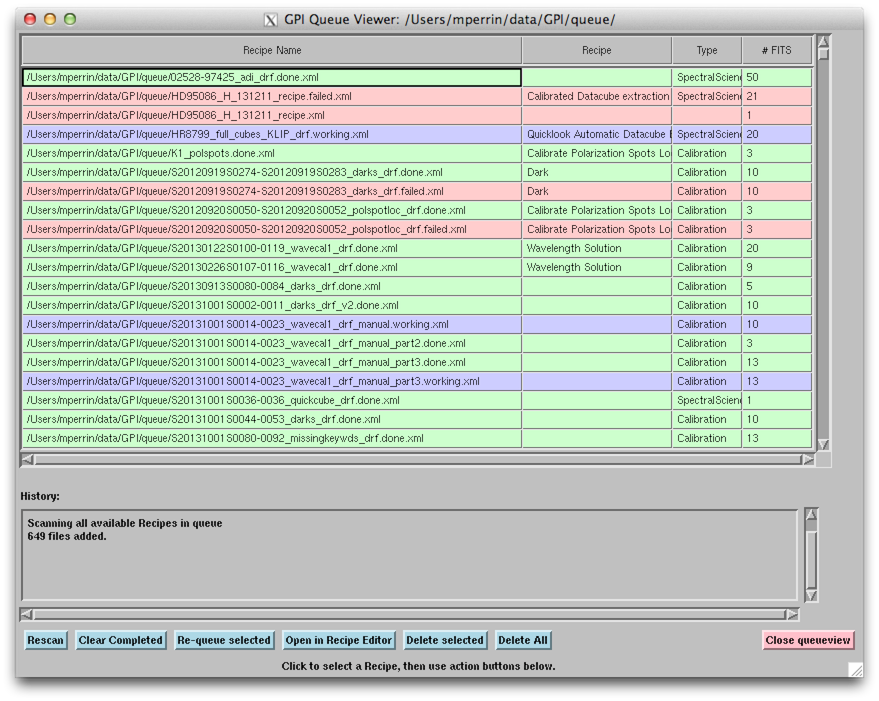 GPI Queue Viewer: /Users/mperrin/data/GPI/queue/
Recipe Name Recipe Type # FITS
/Users/mperrin/data/GPI/queue/02528-97425_adi_drf.done.xml SpectralScien 50
/Users/mperrin/data/GPI/queue/HD95086_H_131211_recipe.failed.xml Calibrated Datacube extraction SpectralScien 21
/Users/mperrin/data/GPI/queue/HD95086_H_131211_recipe.xml 1
/Users/mperrin/data/GPI/queue/HR8799_full_cubes_KLIP_drf.working.xml Quicklook Automatic Datacube E SpectralScien 20
/Users/mperrin/data/GPI/queue/K1_polspots.done.xml Calibrate Polarization Spots Lo Calibration 3
/Users/mperrin/data/GPI/queue/S20120919S0274-S20120919S0283_darks_drf.done.xml Dark Calibration 10
/Users/mperrin/data/GPI/queue/S20120919S0274-S20120919S0283_darks_drf.failed.xml Dark Calibration 10
/Users/mperrin/data/GPI/queue/S20120920S0050-S20120920S0052_polspotloc_drf.done.xml Calibrate Polarization Spots Lo Calibration 3
/Users/mperrin/data/GPI/queue/S20120920S0050-S20120920S0052_polspotloc_drf.failed.xml Calibrate Polarization Spots Lo Calibration 3
/Users/mperrin/data/GPI/queue/S20130122S0100-0119_wavecal1_drf.done.xml Wavelength Solution Calibration 20
/Users/mperrin/data/GPI/queue/S20130226S0107-0116_wavecal1_drf.done.xml Wavelength Solution Calibration 9
/Users/mperrin/data/GPI/queue/S20130913S0080-0084_darks_drf.done.xml Calibration 5
/Users/mperrin/data/GPI/queue/S20131001S0002-0011_darks_drf_v2.done.xml Calibration 10
/Users/mperrin/data/GPI/queue/S20131001S0014-0023_wavecal1_drf_manual.working.xml Calibration 10
/Users/mperrin/data/GPI/queue/S20131001S0014-0023_wavecal1_drf_manual_part2.done.xml Calibration 3
/Users/mperrin/data/GPI/queue/S20131001S0014-0023_wavecal1_drf_manual_part3.done.xml Calibration 13
/Users/mperrin/data/GPI/queue/S20131001S0014-0023_wavecal1_drf_manual_part3.working.xml Calibration 13
/Users/mperrin/data/GPI/queue/S20131001S0036-0036_quickcube_drf.done.xml SpectralScien 1
/Users/mperrin/data/GPI/queue/S20131001S0044-0053_darks_drf.done.xml Calibration 10
/Users/mperrin/data/GPI/queue/S20131001S0080-0092_missingkeywds_drf.done.xml Calibration 13
History:
Scanning all available Recipes in queue
649 files added.
Rescan Clear Completed Re-queue selected Open in Recipe Editor Delete selected Delete All Close queueview
Click to select a Recipe, then use action buttons below.